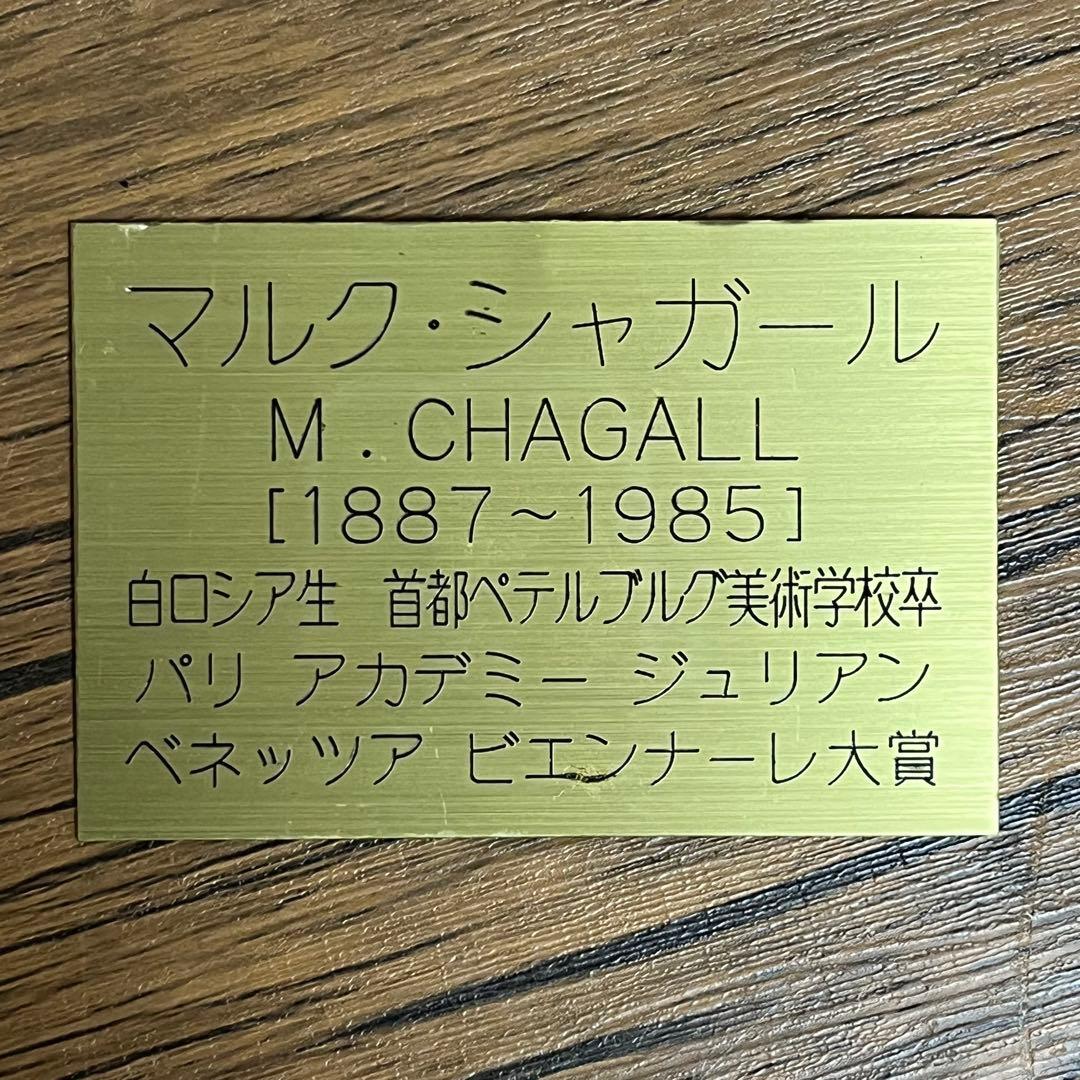 マルク・シャガール
M.CHAGALL
[1887~1985]
白ロシア生 首都ペテルブルグ美術学校卒
パリ アカデミー ジュリアン
ベネッツア ビエンナーレ大賞